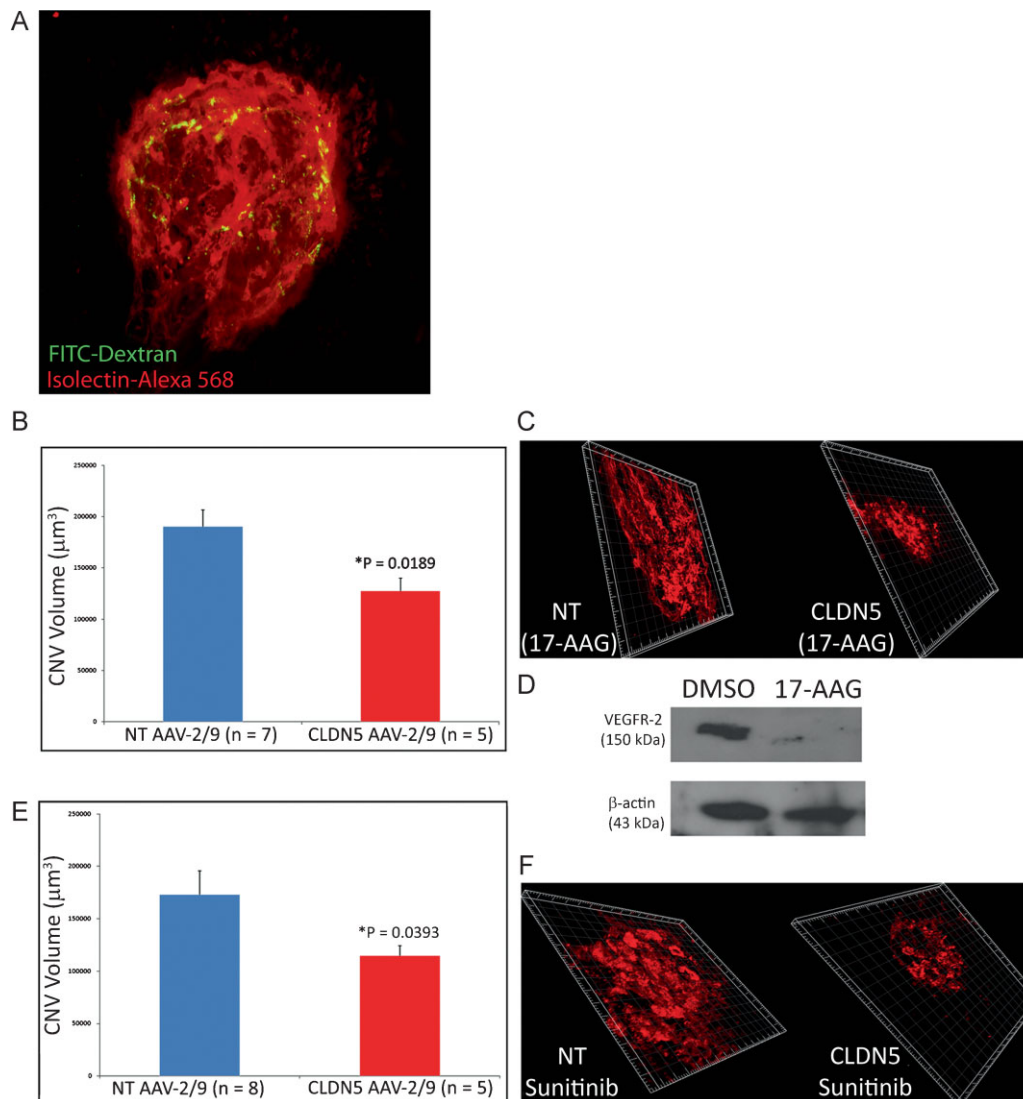 A
FITC-Dextran
Isolectin-Alexa 568
B
CNV Volume (μm³)
250000
200000
150000
100000
50000
0
*P = 0.0189
NT AAV-2/9 (n = 7)
CLDN5 AAV-2/9 (n = 5)
C
NT
(17-AAG)
CLDN5
(17-AAG)
D
DMSO
17-AAG
VEGFR-2
(150 kDa)
β-actin
(43 kDa)
E
CNV Volume (μm³)
250000
200000
150000
100000
50000
0
*P = 0.0393
NT AAV-2/9 (n = 8)
CLDN5 AAV-2/9 (n = 5)
F
NT
Sunitinib
CLDN5
Sunitinib